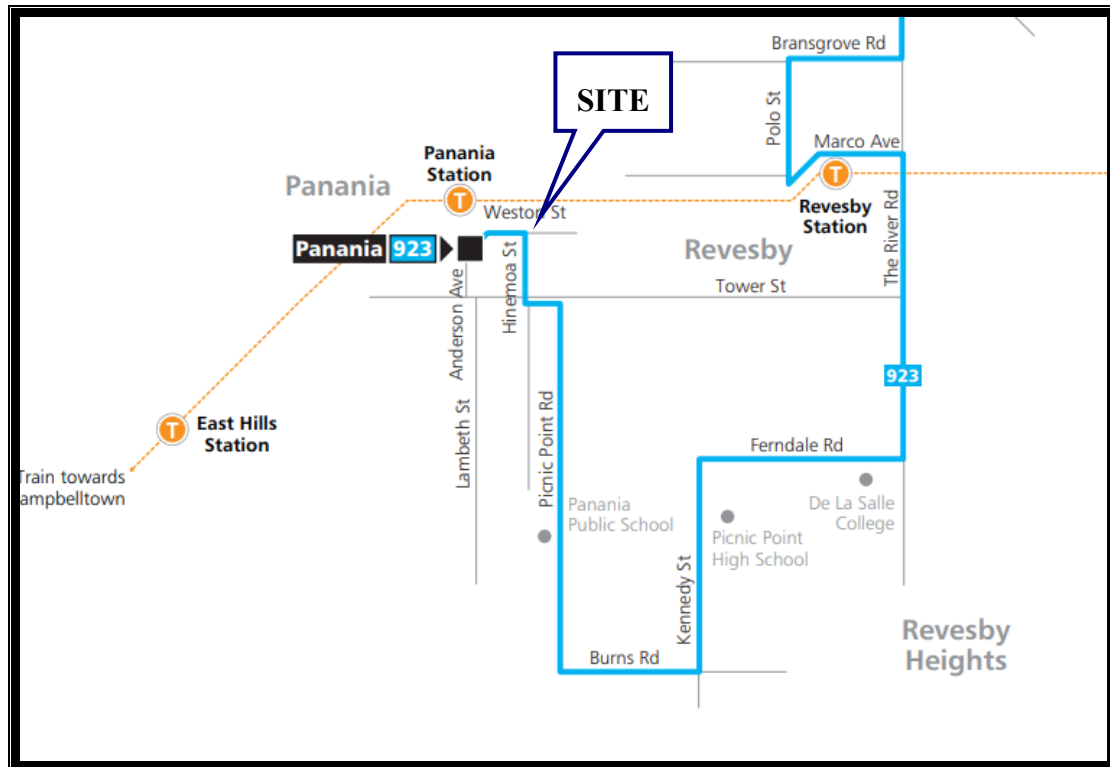 Bransgrove Rd
SITE
Polo St
Marco Ave
Panania
Station
T
T
Panania
Weston St
Revesby
Station
The River Rd
Panania 923
Hinemoa St
Revesby
Anderson Ave
Tower St
923
Lambeth St
Picnic Point Rd
T
East Hills
Station
Ferndale Rd
Train towards
ampbelltown
Panania
Public School
De La Salle
College
Picnic Point
High School
Kennedy St
Revesby
Heights
Burns Rd